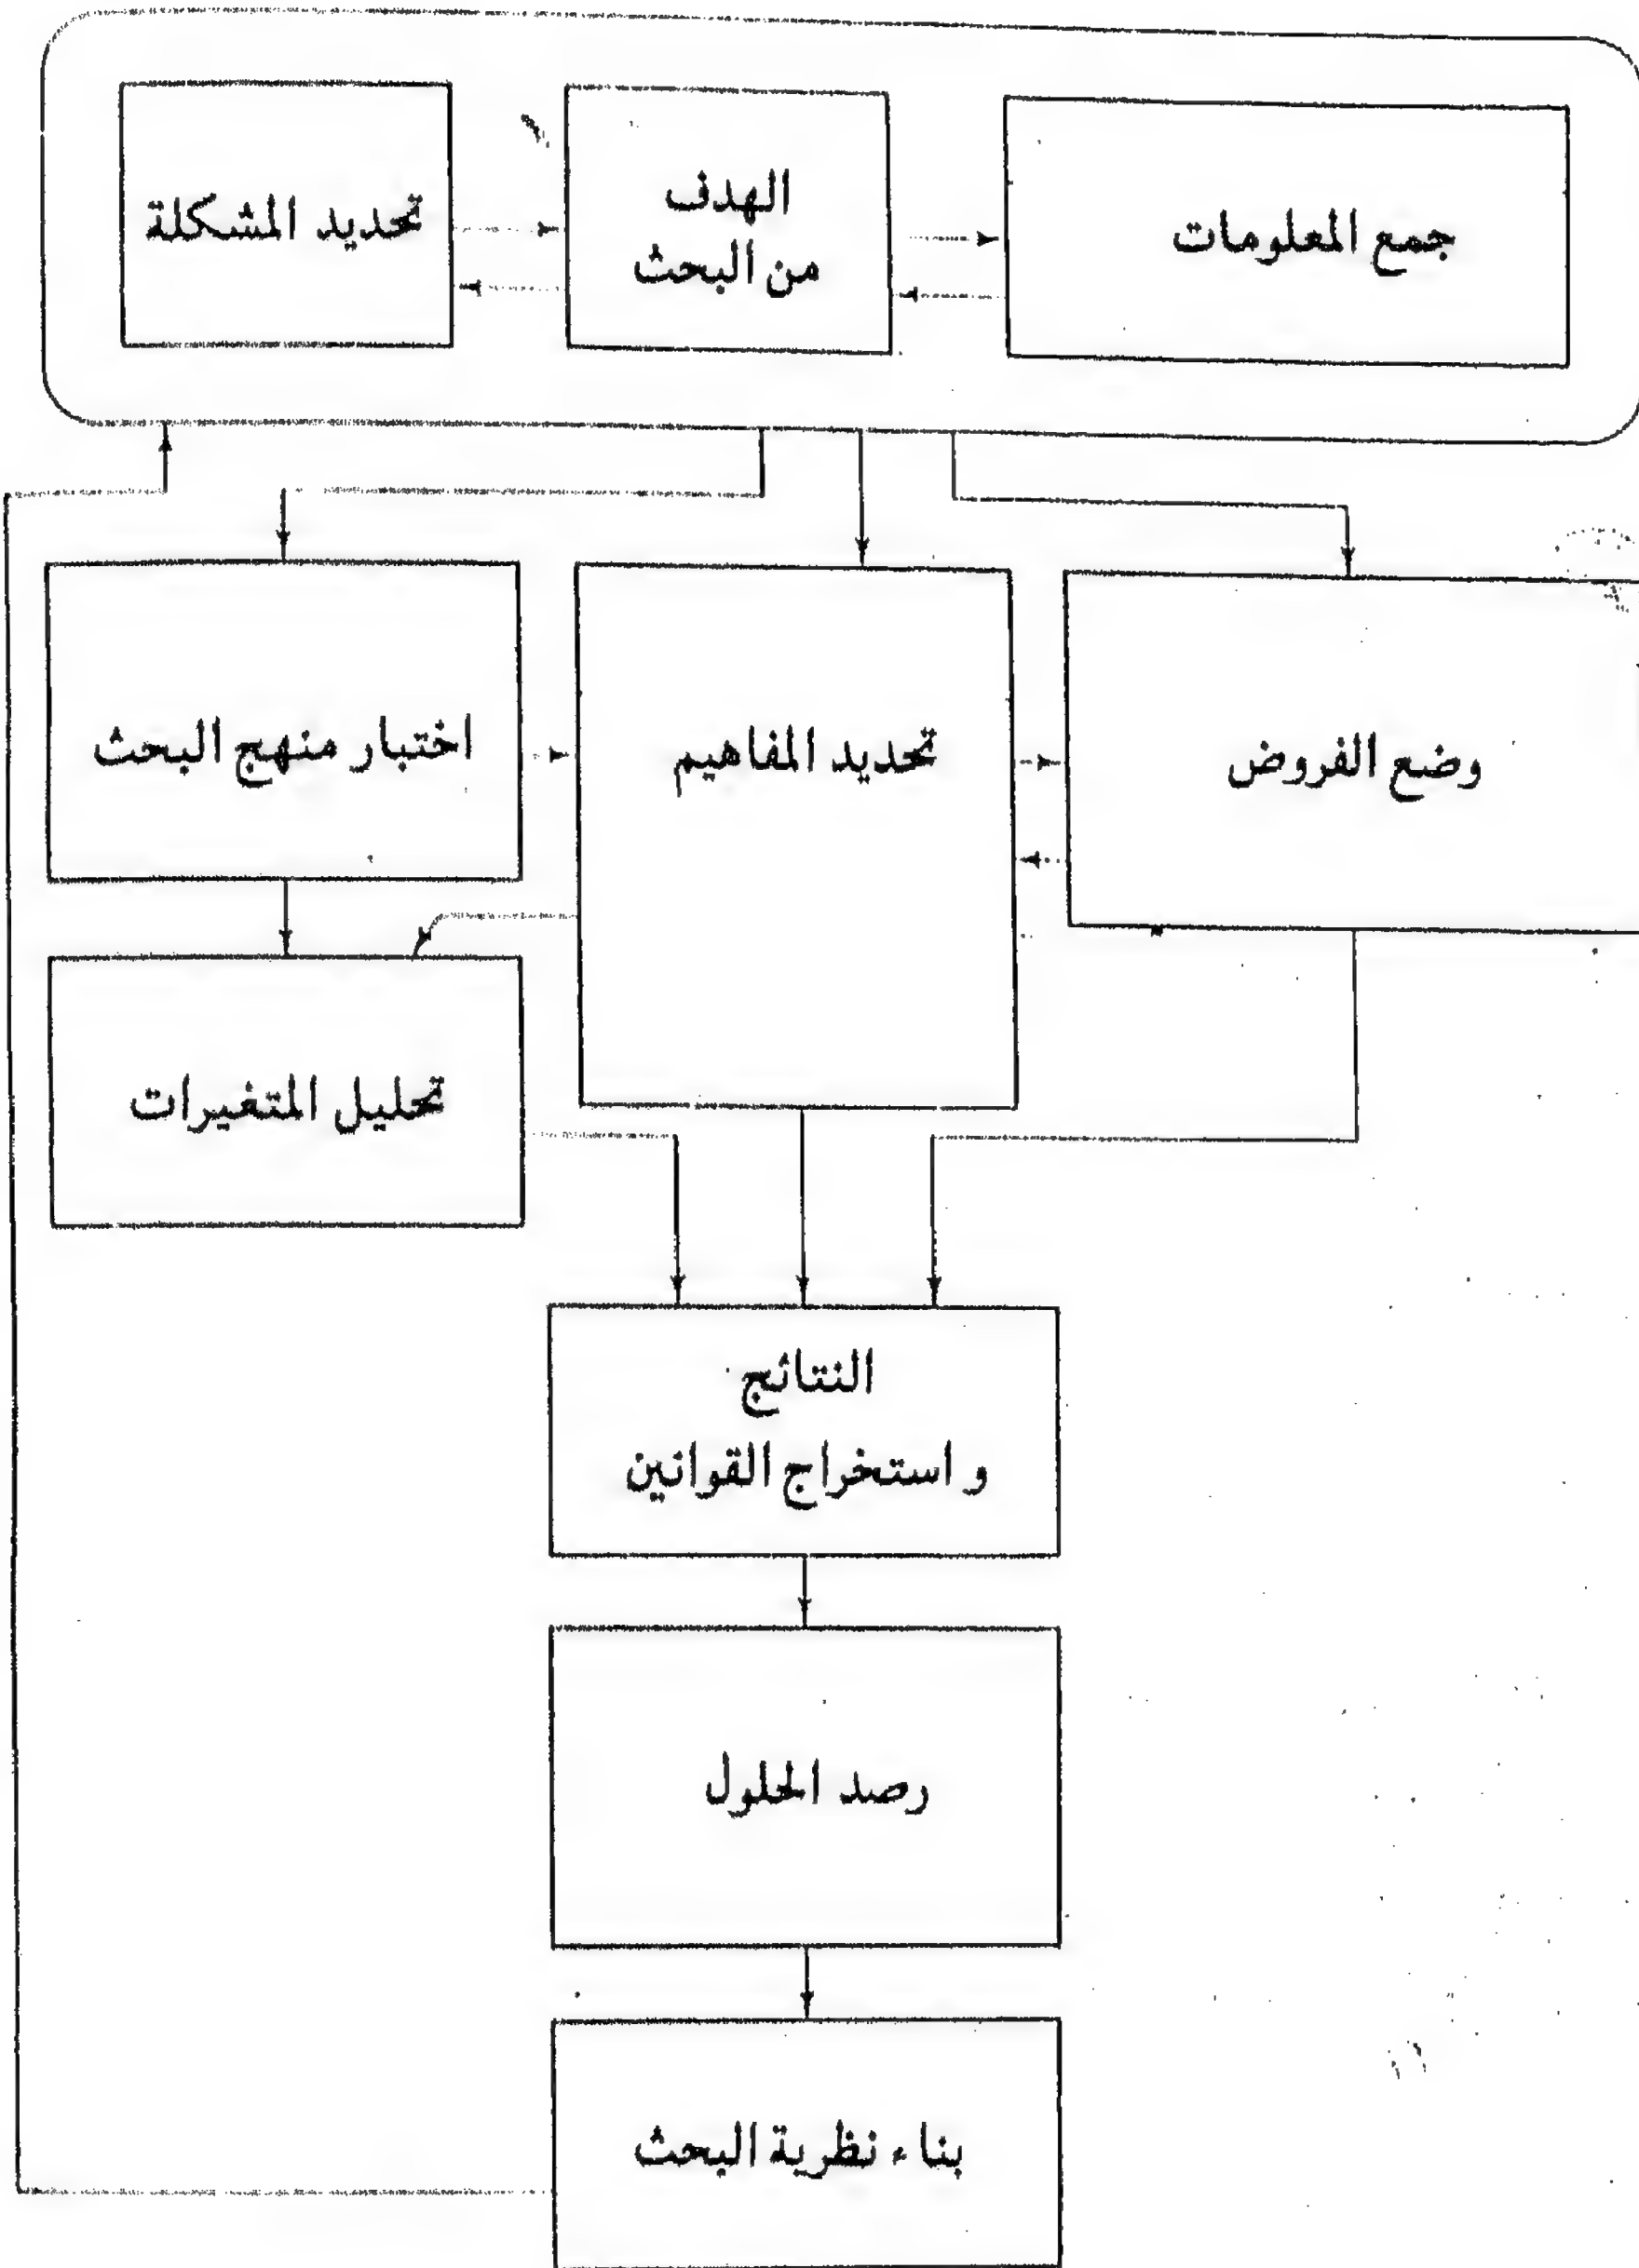 جمع المعلومات
الهدف
من البحث
تحديد المشكلة
وضع الفروض
تحديد المفاهيم
اختبار منهج البحث
تحليل المتغيرات
النتائج
و استخراج القوانين
رصد الحلول
بناء نظرية البحث